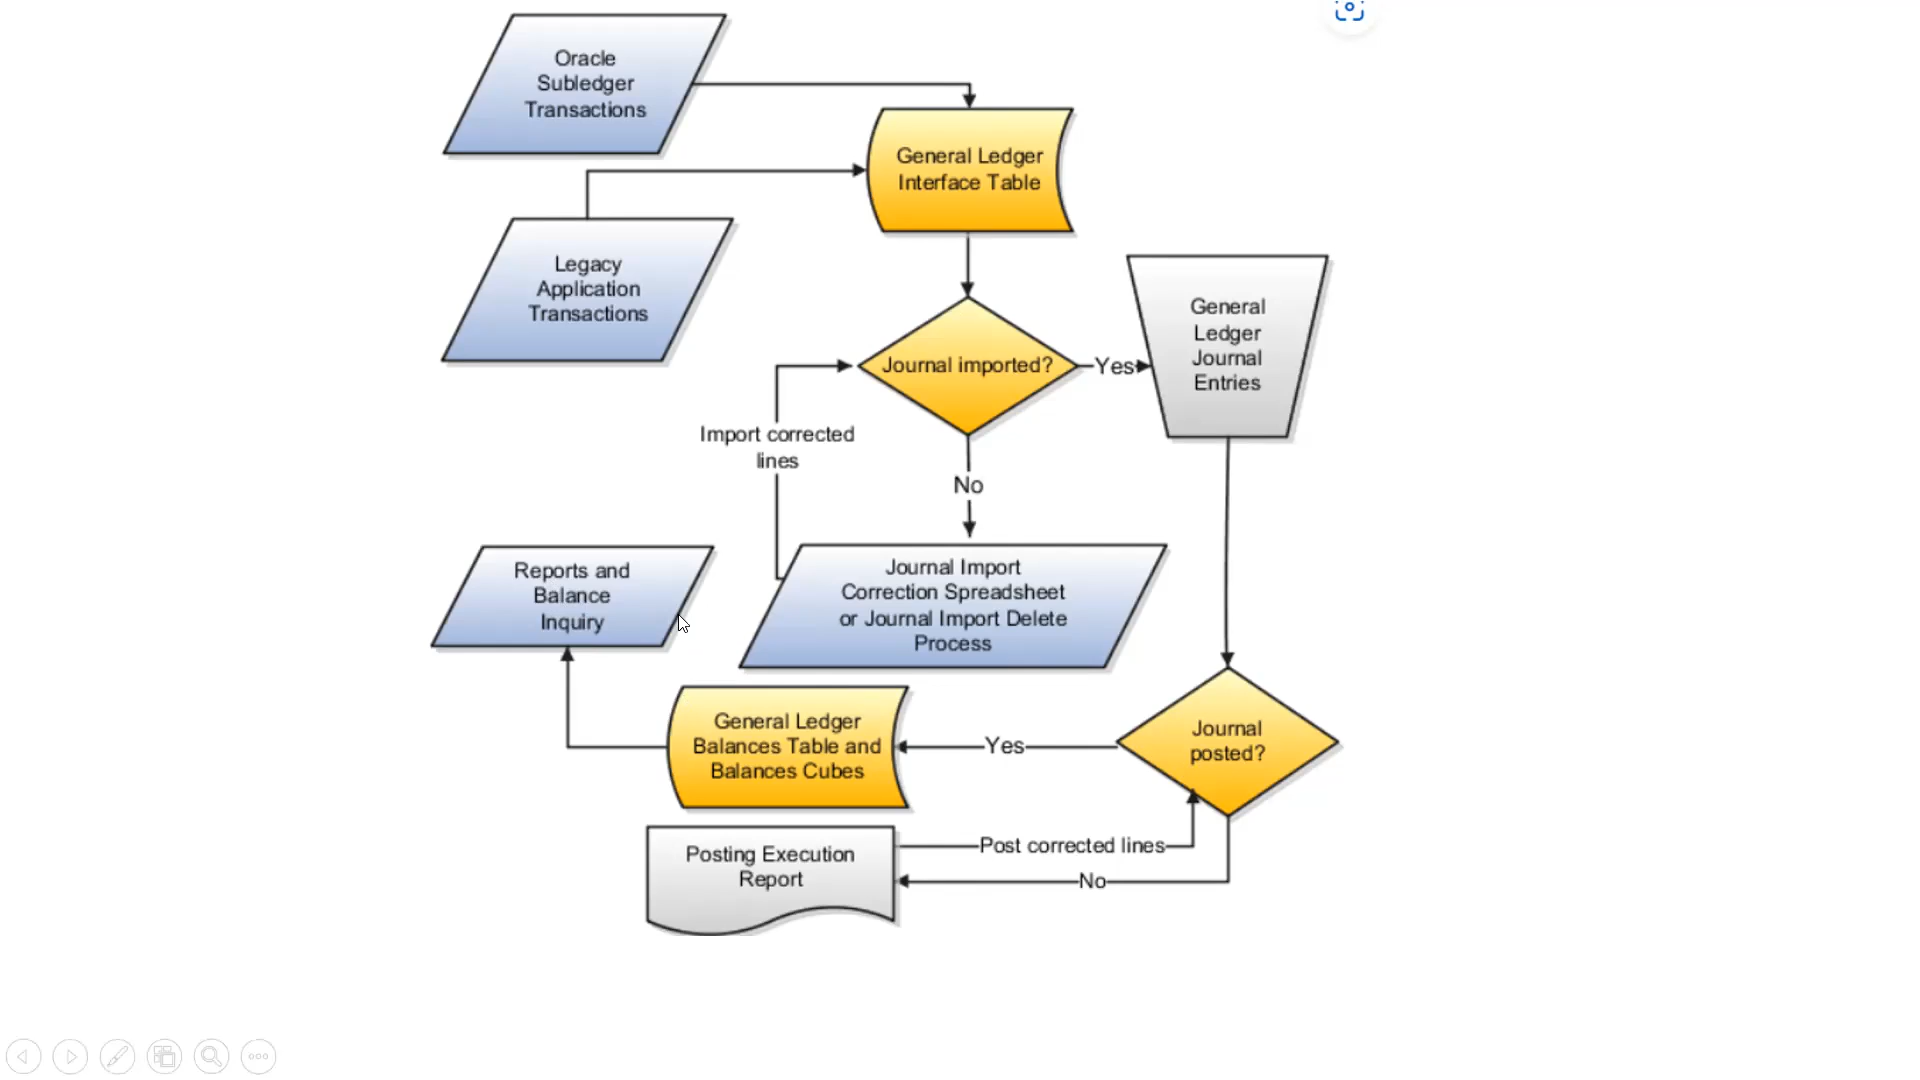 Oracle
Subledger
Transactions
General Ledger
Interface Table
Legacy
Application
Transactions
General
Ledger
Journal
Entries
Journal imported?
Yes
Import corrected
lines
No
Journal Import
Correction Spreadsheet
or Journal Import Delete
Process
Reports and
Balance
Inquiry
General Ledger
Balances Table and
Balances Cubes
Yes
Journal
posted?
Posting Execution
Report
Post corrected lines
No